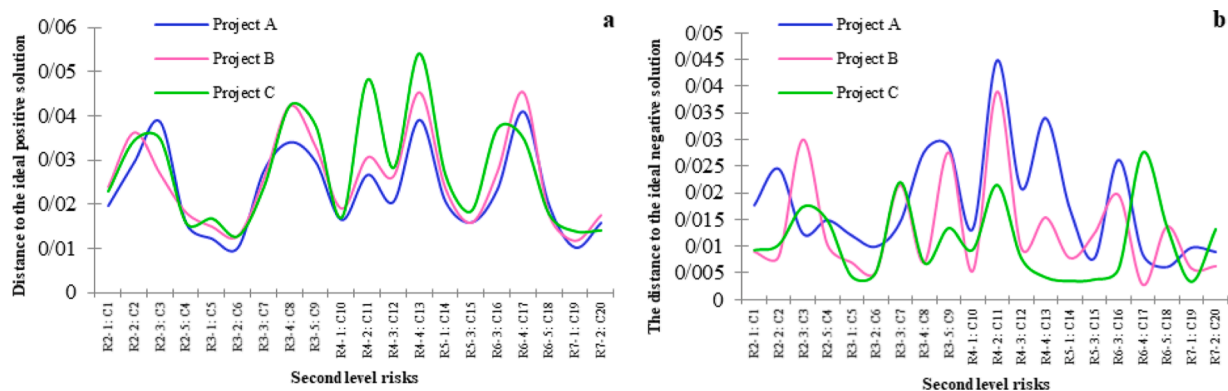 a
Project A
Project B
Project C
Distance to the ideal positive solution
0/06
0/05
0/04
0/03
0/02
0/01
0
R2-1: C1
R2-2: C2
R2-3: C3
R2-5: C4
R3-1: C5
R3-2: C6
R3-3: C7
R3-4: C8
R3-5: C9
R4-1: C10
R4-2: C11
R4-3: C12
R4-4: C13
R5-1: C14
R5-3: C15
R6-3: C16
R6-4: C17
R6-5: C18
R7-1: C19
R7-2: C20
Second level risks
b
Project A
Project B
Project C
The distance to the ideal negative solution
0/05
0/045
0/04
0/035
0/03
0/025
0/02
0/015
0/01
0/005
0
R2-1: C1
R2-2: C2
R2-3: C3
R2-5: C4
R3-1: C5
R3-2: C6
R3-3: C7
R3-4: C8
R3-5: C9
R4-1: C10
R4-2: C11
R4-3: C12
R4-4: C13
R5-1: C14
R5-3: C15
R6-3: C16
R6-4: C17
R6-5: C18
R7-1: C19
R7-2: C20
Second level risks